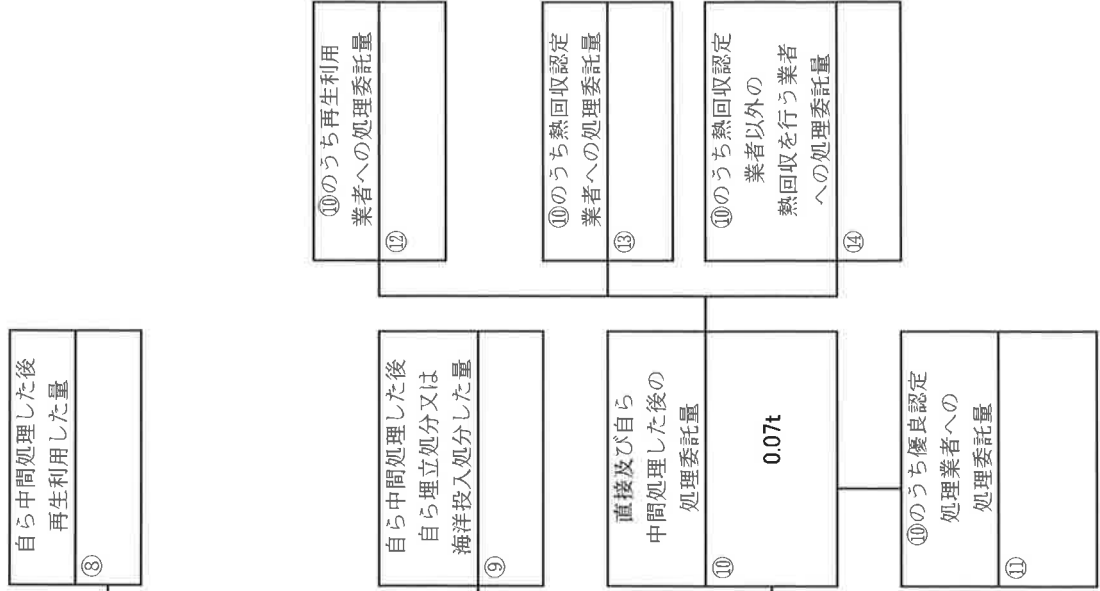 自ら中間処理した後
再生利用した量
⑧
自ら中間処理した後
自ら埋立処分又は
海洋投入処分した量
⑨
直接及び自ら
中間処理した後の
処理委託量
⑩
0.07t
⑩のうち優良認定
処理業者への
処理委託量
⑪
⑩のうち再生利用
業者への処理委託量
⑫
⑩のうち熱回収認定
業者への処理委託量
⑬
⑩のうち熱回収認定
業者以外の
熱回収を行う業者
への処理委託量
⑭